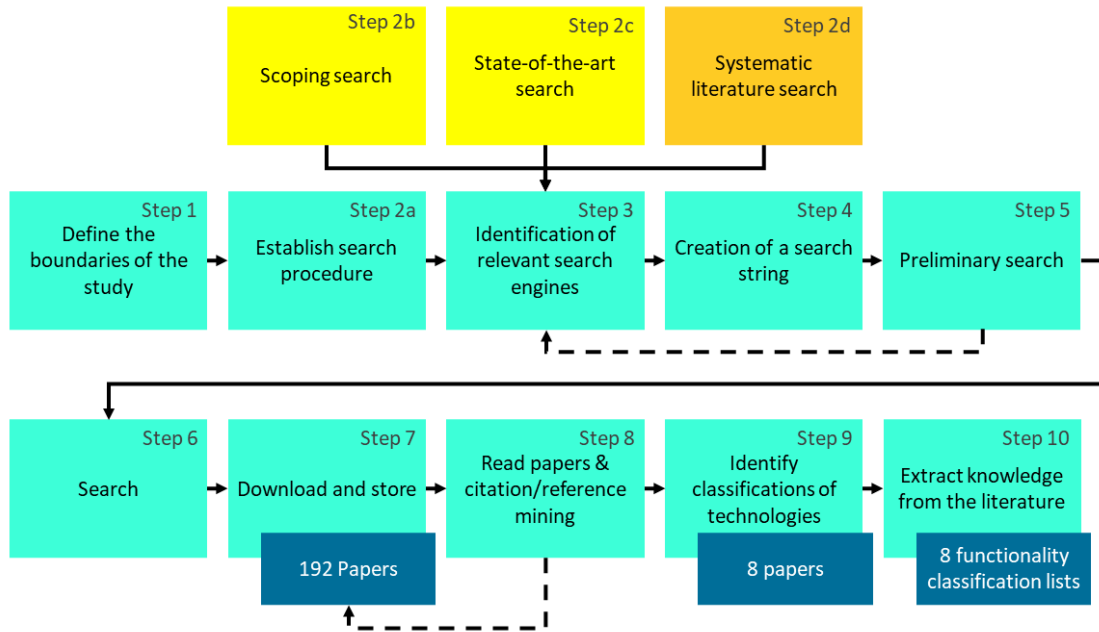 Step 2b
Scoping search
Step 2c
State-of-the-art
search
Step 2d
Systematic
literature search
Step 1
Define the
boundaries of the
study
Step 2a
Establish search
procedure
Step 3
Identification of
relevant search
engines
Step 4
Creation of a search
string
Step 5
Preliminary search
Step 6
Search
Step 7
Download and store
192 Papers
Step 8
Read papers &
citation/reference
mining
Step 9
Identify
classifications of
technologies
8 papers
Step 10
Extract knowledge
from the literature
8 functionality
classification lists